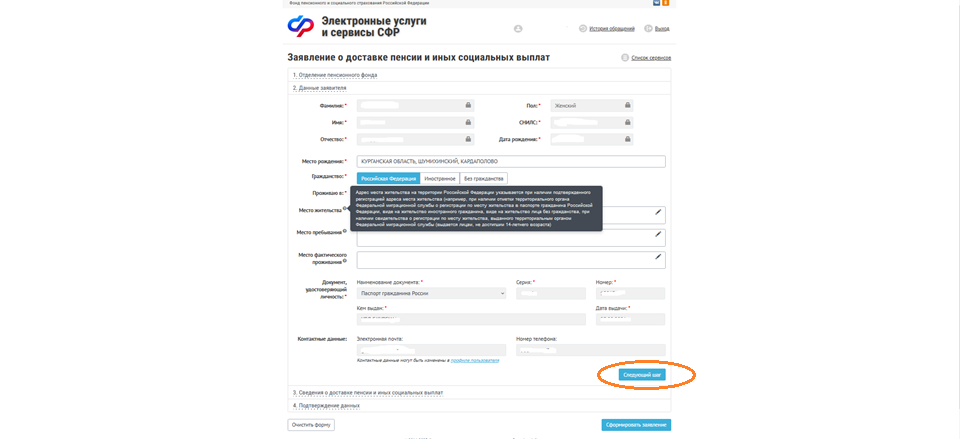 Фонд пенсионного и социального страхования Российской Федерации
Электронные услуги
и сервисы СФР
История обращений
Выход
Заявление о доставке пенсии и иных социальных выплат
Список сервисов
1. Отделение пенсионного фонда
2. Данные заявителя
Фамилия: *
Пол: *
Женский
Имя: *
СНИЛС: *
Отчество: *
Дата рождения: *
Место рождения: *
КУРГАНСКАЯ ОБЛАСТЬ, ШУМИХИНСКИЙ, КАРДАПОЛОВО
Гражданство: *
Российская Федерация
Иностранное
Без гражданства
Проживаю в: *
Адрес места жительства на территории Российской Федерации указывается при наличии подтвержденного
регистрацией адреса места жительства (например, при наличии отметки территориального органа
Федеральной миграционной службы о регистрации по месту жительства в паспорте гражданина Российской
Федерации, виде на жительство иностранного гражданина, виде на жительство лица без гражданства, при
наличии свидетельства о регистрации по месту жительства, выданного территориальным органом
Федеральной миграционной службы (выдается лицам, не достигшим 14-летнего возраста)
Место жительства
Место пребывания
Место фактического
проживания
Документ,
удостоверяющий
личность: *
Наименование документа: *
Серия: *
Номер: *
Паспорт гражданина России
Кем выдан: *
Дата выдачи: *
Контактные данные:
Электронная почта:
Номер телефона:
Контактные данные могут быть изменены в профиле пользователя
Следующий шаг
3. Сведения о доставке пенсии и иных социальных выплат
4. Подтверждение данных
Очистить форму
Сформировать заявление